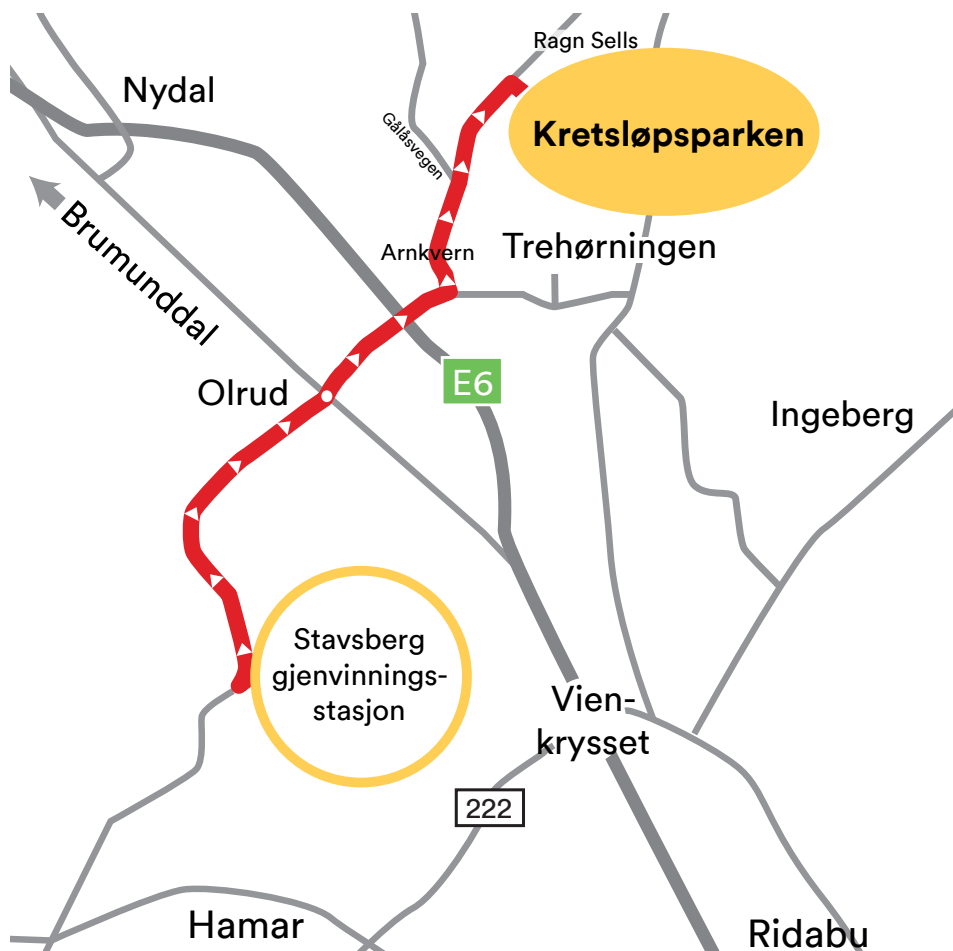 Ragn Sells
Nydal
Kretsløpsparken
Gålåsvegen
Brumunddal
Arnkvern
Trehørningen
E6
Olrud
Ingeberg
Stavsberg
gjenvinnings-
stasjon
Vien-
krysset
222
Hamar
Ridabu